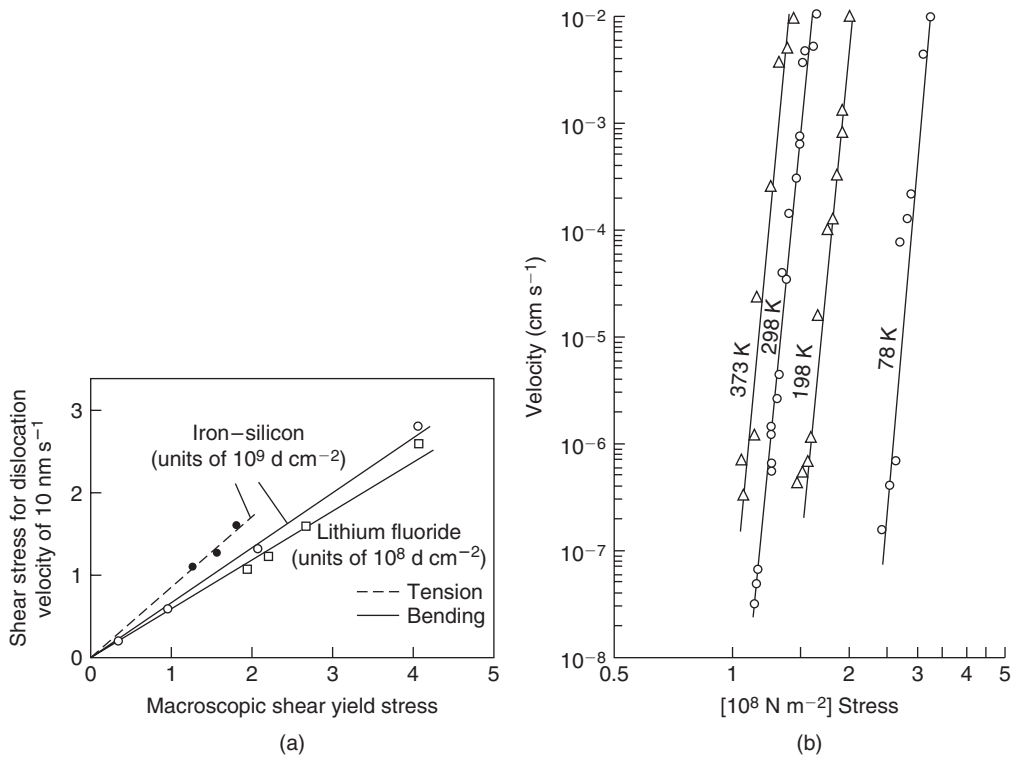 Shear stress for dislocation
velocity of 10 nm s−1
3
2
1
0
Iron–silicon
(units of 10⁹ d cm−2)
Lithium fluoride
(units of 10⁸ d cm−2)
Tension
Bending
0 1 2 3 4 5
Macroscopic shear yield stress
(a)
Velocity (cm s−1)
10−2
10−3
10−4
10−5
10−6
10−7
10−8
373 K
298 K
198 K
78 K
0.5 1 2 3 4 5
[10⁸ N m−2] Stress
(b)